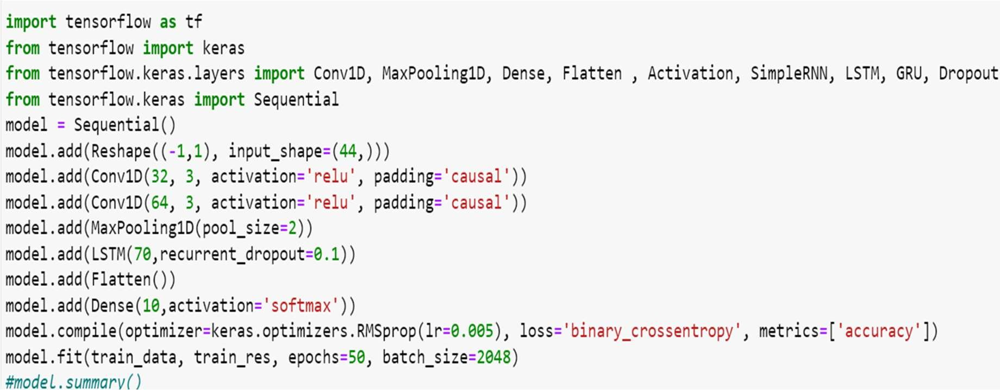 import tensorflow as tf
from tensorflow import keras
from tensorflow.keras.layers import Conv1D, MaxPooling1D, Dense, Flatten , Activation, SimpleRNN, LSTM, GRU, Dropout
from tensorflow.keras import Sequential
model = Sequential()
model.add(Reshape((-1,1), input_shape=(44,)))
model.add(Conv1D(32, 3, activation='relu', padding='causal'))
model.add(Conv1D(64, 3, activation='relu', padding='causal'))
model.add(MaxPooling1D(pool_size=2))
model.add(LSTM(70,recurrent_dropout=0.1))
model.add(Flatten())
model.add(Dense(10,activation='softmax'))
model.compile(optimizer=keras.optimizers.RMSprop(lr=0.005), loss='binary_crossentropy', metrics=['accuracy'])
model.fit(train_data, train_res, epochs=50, batch_size=2048)
#model.summary()